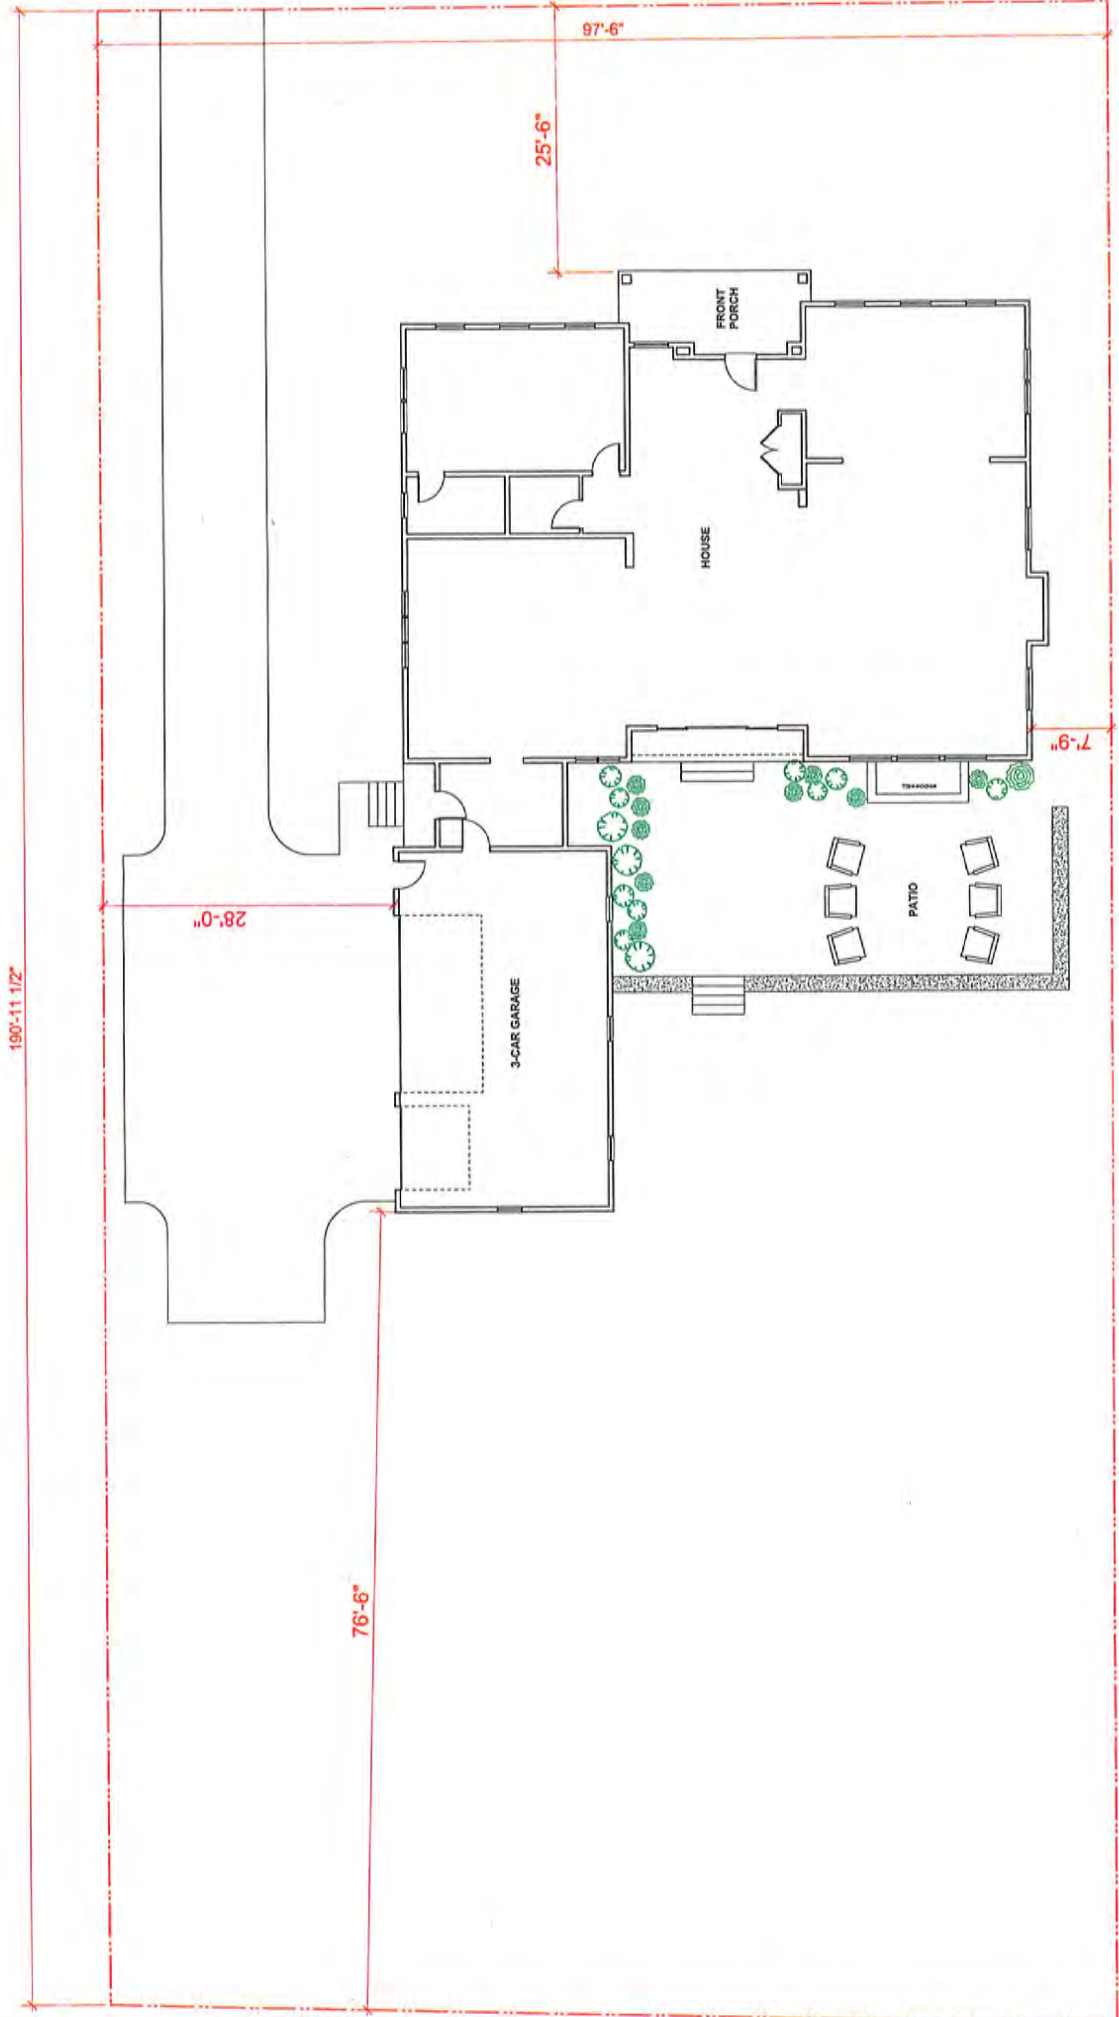 97'-6"
25'-6"
FRONT
PORCH
HOUSE
7'-9"
WINDOWWELL
PATIO
28'-0"
3-CAR GARAGE
190'-11 1/2"
76'-6"